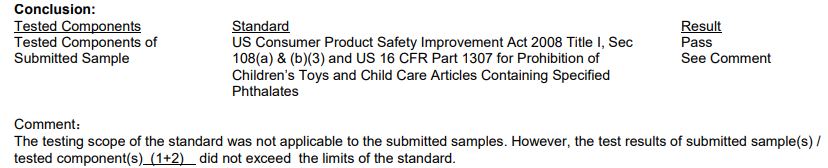 Conclusion:
Tested Components Standard Result
Tested Components of US Consumer Product Safety Improvement Act 2008 Title I, Sec Pass
Submitted Sample 108(a) & (b)(3) and US 16 CFR Part 1307 for Prohibition of See Comment
Children's Toys and Child Care Articles Containing Specified
Phthalates
Comment：
The testing scope of the standard was not applicable to the submitted samples. However, the test results of submitted sample(s) /
tested component(s)_(1+2)__ did not exceed the limits of the standard.